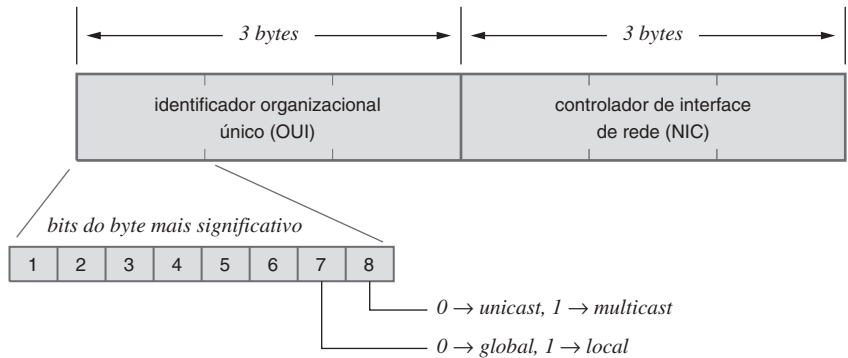 3 bytes
3 bytes
identificador organizacional
único (OUI)
controlador de interface
de rede (NIC)
bits do byte mais significativo
1 2 3 4 5 6 7 8
0 → unicast, 1 → multicast
0 → global, 1 → local